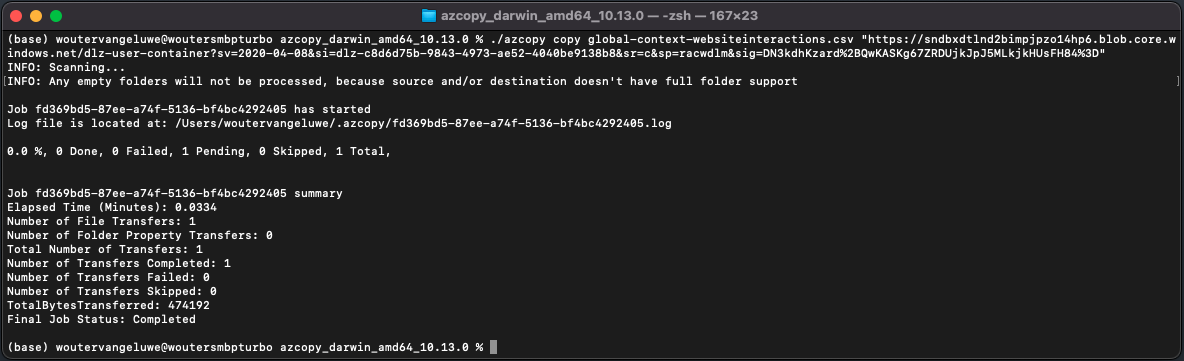 azcopy_darwin_amd64_10.13.0 — -zsh — 167×23
(base) woutervangeluwe@woutersmbpturbo azcopy_darwin_amd64_10.13.0 % ./azcopy copy global-context-websiteinteractions.csv "https://sndbxdtlnd2bimpjpzo14hp6.blob.core.w
indows.net/dlz-user-container?sv=2020-04-08&si=dlz-c8d6d75b-9843-4973-ae52-4040be9138b8&sr=c&sp=racwdlm&sig=DN3kdhKzard%2BQwKASKg67ZRDUjkJpJ5MLkjkHUsFH84%3D"
INFO: Scanning...
INFO: Any empty folders will not be processed, because source and/or destination doesn't have full folder support
Job fd369bd5-87ee-a74f-5136-bf4bc4292405 has started
Log file is located at: /Users/woutervangeluwe/.azcopy/fd369bd5-87ee-a74f-5136-bf4bc4292405.log
0.0 %, 0 Done, 0 Failed, 1 Pending, 0 Skipped, 1 Total,
Job fd369bd5-87ee-a74f-5136-bf4bc4292405 summary
Elapsed Time (Minutes): 0.0334
Number of File Transfers: 1
Number of Folder Property Transfers: 0
Total Number of Transfers: 1
Number of Transfers Completed: 1
Number of Transfers Failed: 0
Number of Transfers Skipped: 0
TotalBytesTransferred: 474192
Final Job Status: Completed
(base) woutervangeluwe@woutersmbpturbo azcopy_darwin_amd64_10.13.0 %